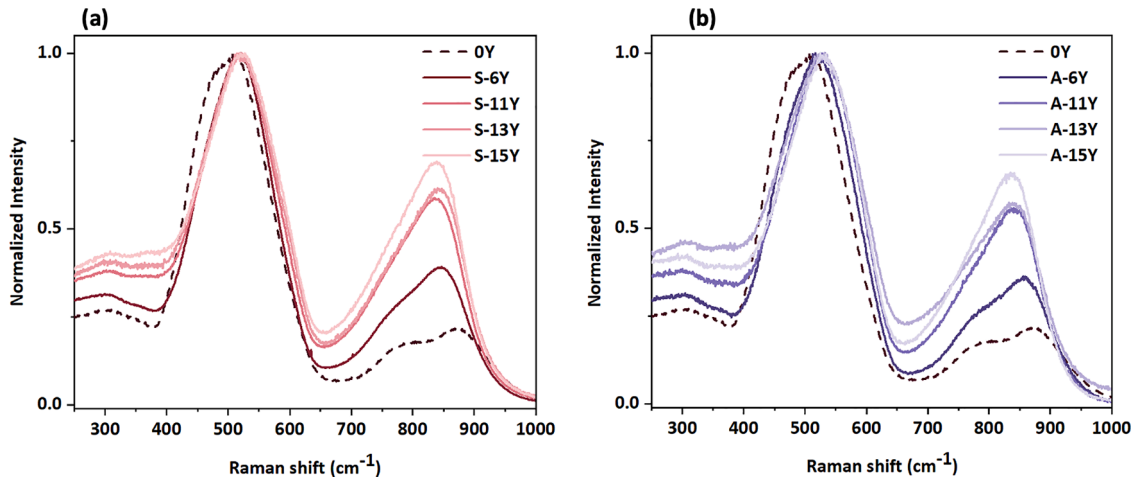 (a)
1.0
0Y
S-6Y
S-11Y
S-13Y
S-15Y
Normalized Intensity
0.5
0.0
300 400 500 600 700 800 900 1000
Raman shift (cm⁻¹)
(b)
1.0
0Y
A-6Y
A-11Y
A-13Y
A-15Y
Normalized Intensity
0.5
0.0
300 400 500 600 700 800 900 1000
Raman shift (cm⁻¹)